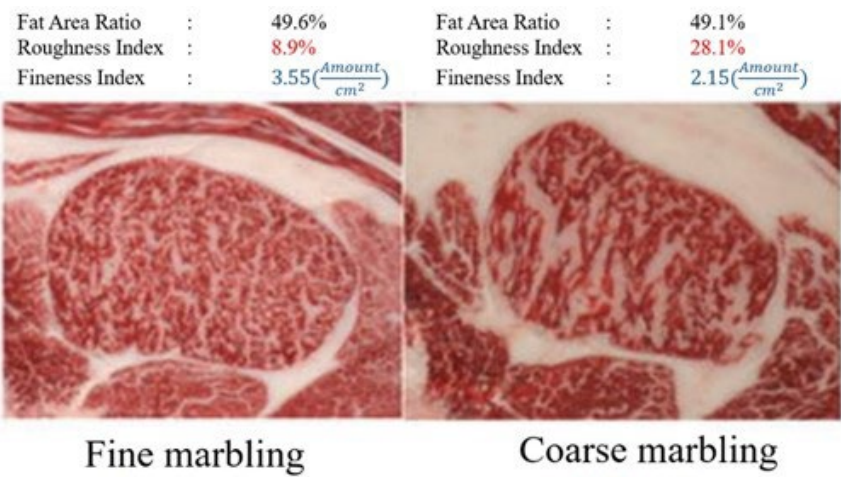 Fat Area Ratio : 49.6%
Roughness Index : 8.9%
Fineness Index : 3.55(Amount/cm²)
Fat Area Ratio : 49.1%
Roughness Index : 28.1%
Fineness Index : 2.15(Amount/cm²)
Fine marbling
Coarse marbling